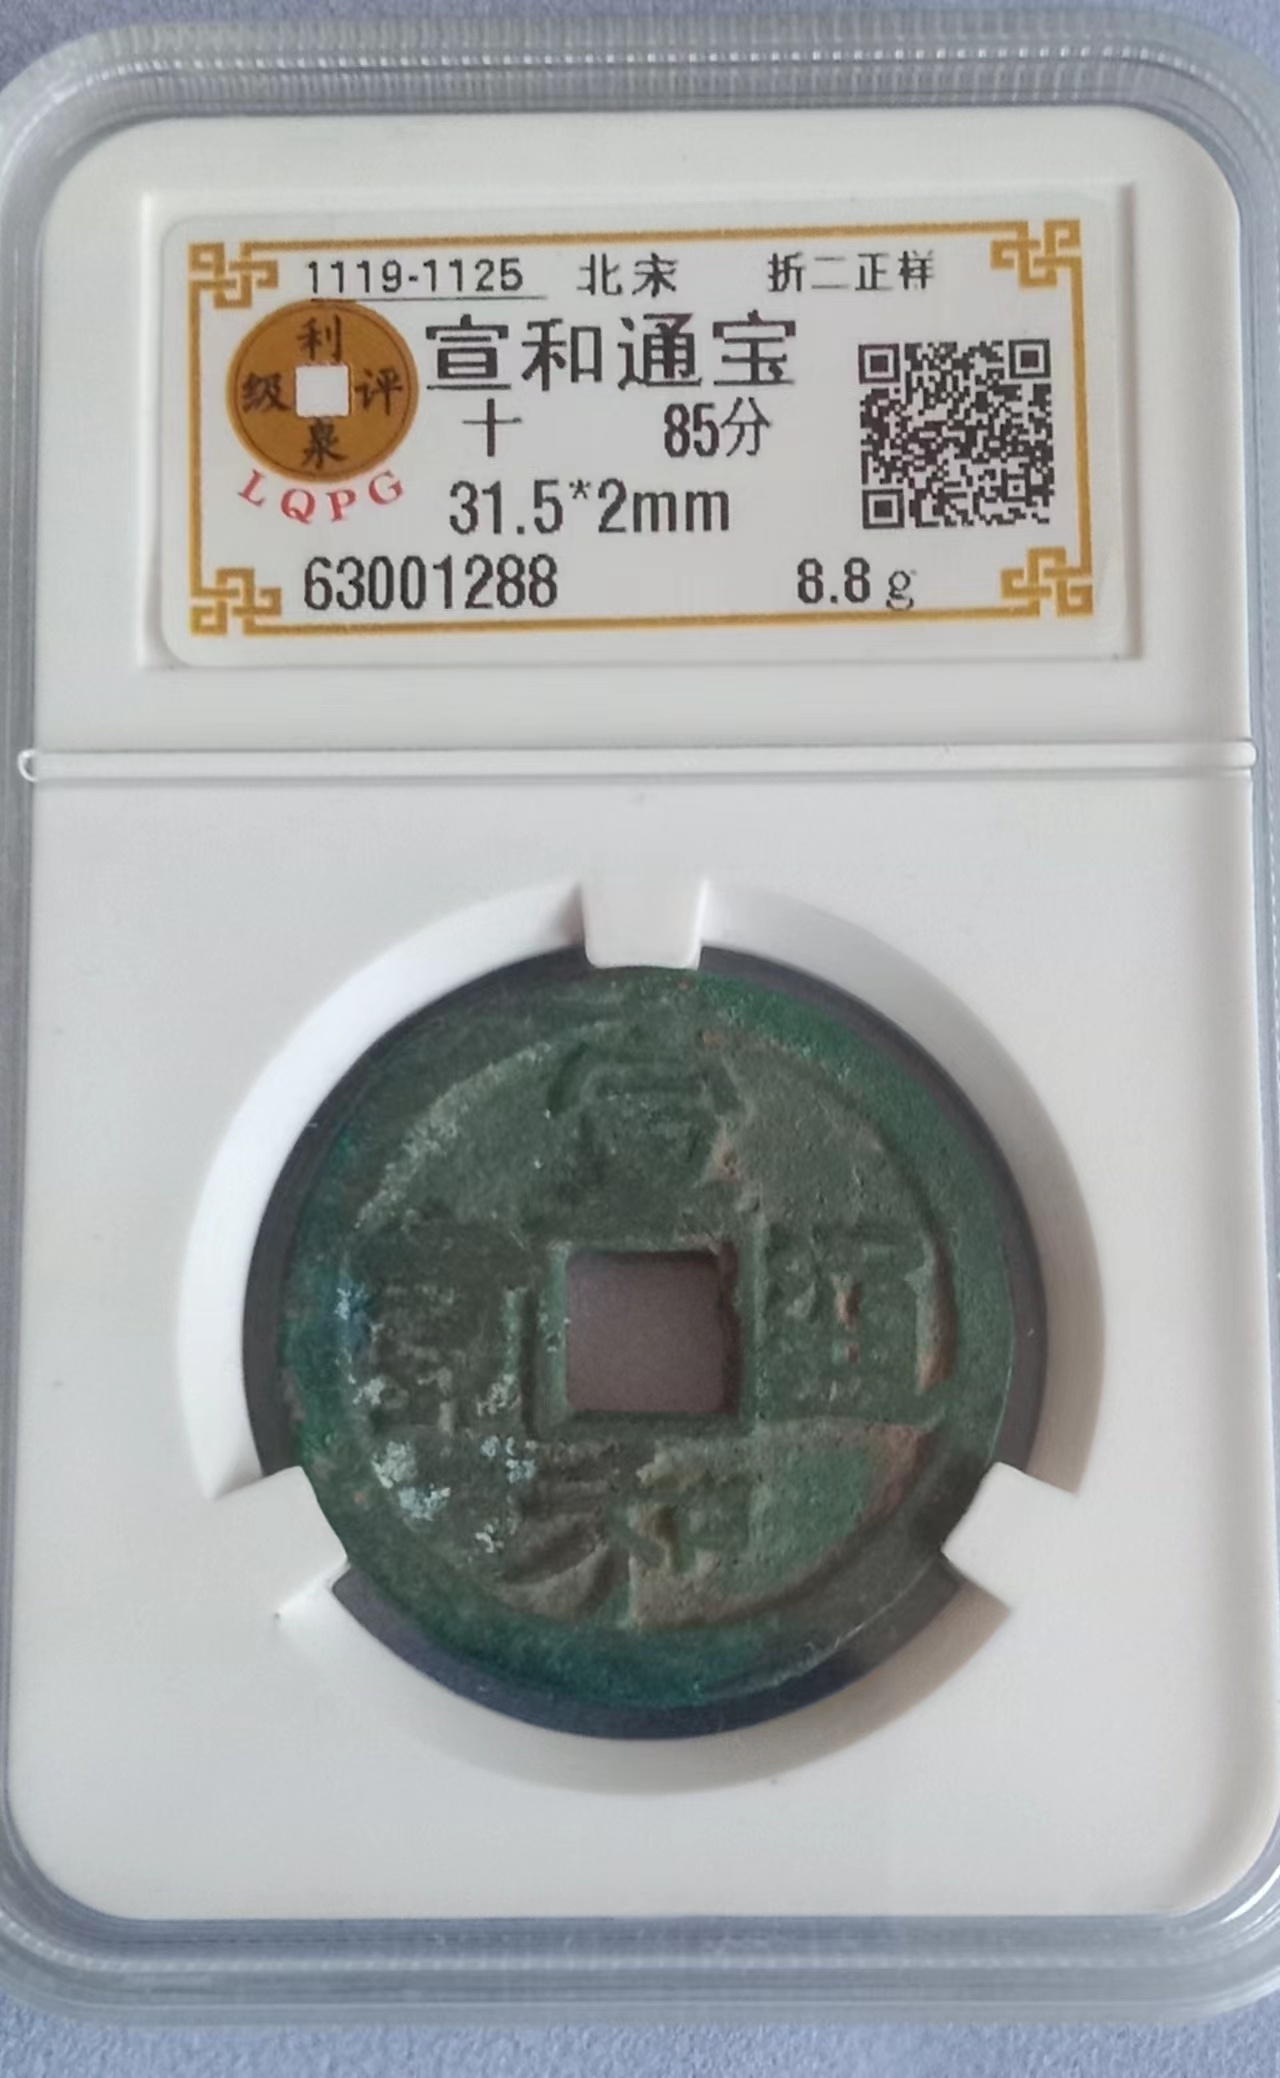 1119-1125 北宋 折二正样
利泉评级
LQPG
宣和通宝
十 85分
31.5*2mm
63001288 8.8g